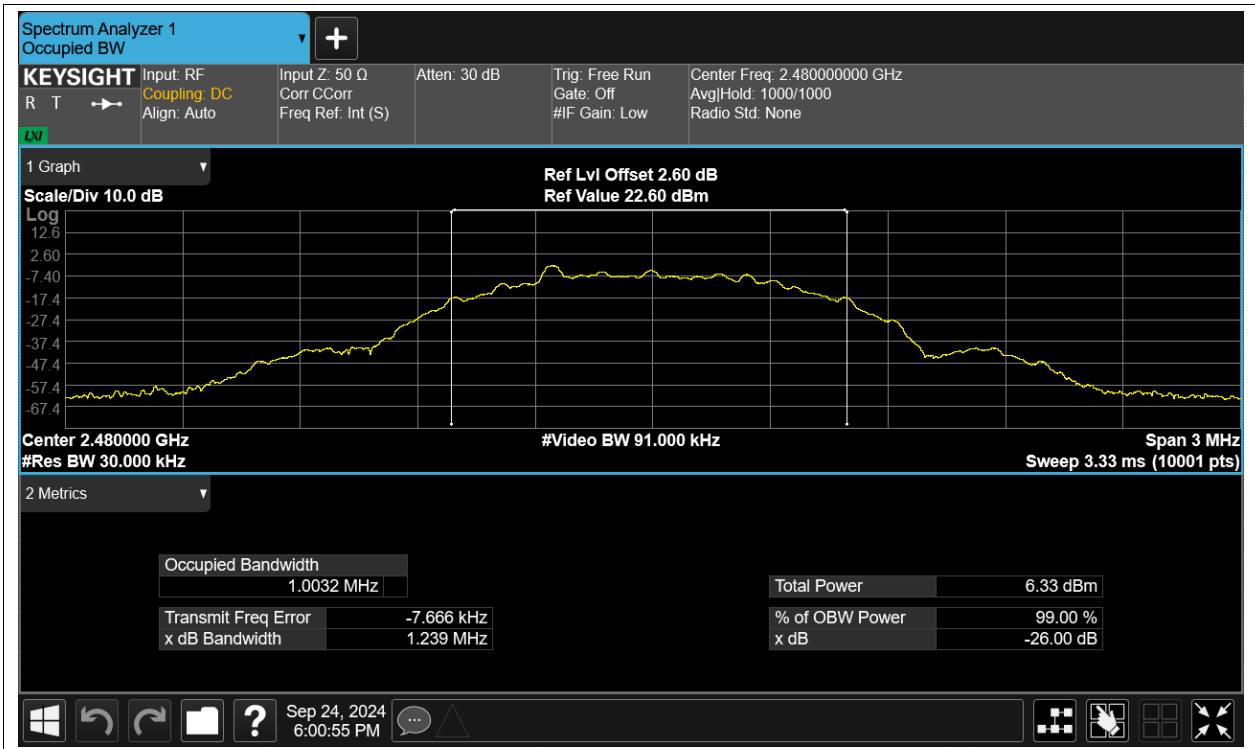 Spectrum Analyzer 1
Occupied BW
KEYSIGHT
R T
LXI
Input: RF
Coupling: DC
Align: Auto
Input Z: 50 Ω
Corr CCorr
Freq Ref: Int (S)
Atten: 30 dB
Trig: Free Run
Gate: Off
#IF Gain: Low
Center Freq: 2.480000000 GHz
Avg|Hold: 1000/1000
Radio Std: None
1 Graph
Scale/Div 10.0 dB
Ref Lvl Offset 2.60 dB
Ref Value 22.60 dBm
Log
12.6
2.60
-7.40
-17.4
-27.4
-37.4
-47.4
-57.4
-67.4
Center 2.480000 GHz
#Res BW 30.000 kHz
#Video BW 91.000 kHz
Span 3 MHz
Sweep 3.33 ms (10001 pts)
2 Metrics
Occupied Bandwidth
1.0032 MHz
Transmit Freq Error -7.666 kHz
x dB Bandwidth 1.239 MHz
Total Power 6.33 dBm
% of OBW Power 99.00 %
x dB -26.00 dB
?
Sep 24, 2024
6:00:55 PM